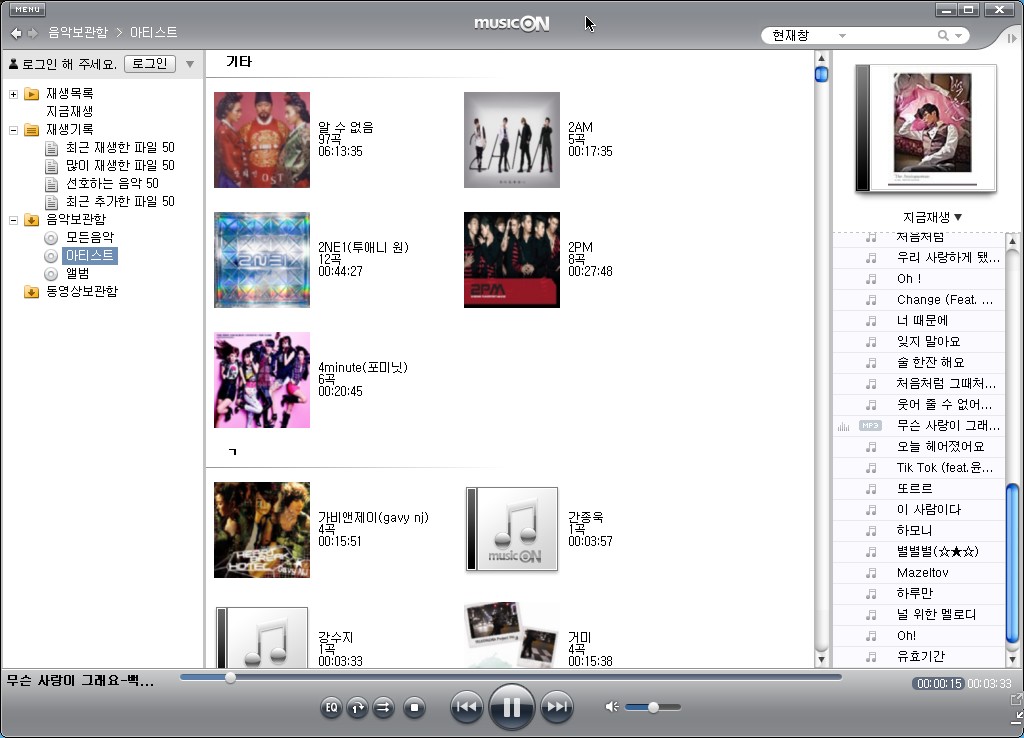 MENU
musicON
음악보관함 > 아티스트
현재창
로그인 해 주세요.
로그인
재생목록
지금재생
재생기록
최근 재생한 파일 50
많이 재생한 파일 50
선호하는 음악 50
최근 추가한 파일 50
음악보관함
모든음악
아티스트
앨범
동영상보관함
기타
알 수 없음
97곡
06:13:35
2AM
5곡
00:17:35
2NE1(투애니 원)
12곡
00:44:27
2PM
8곡
00:27:48
4minute(포미닛)
6곡
00:20:45
ㄱ
가비앤제이(gavy nj)
4곡
00:15:51
HEARTBREAK
HOTEL
GAVY NJ
간종욱
1곡
00:03:57
musicON
강수지
1곡
00:03:33
거미
4곡
00:15:38
지금재생 ▼
처음처럼
우리 사랑하게 됐...
Oh !
Change (Feat. ...
너 때문에
잊지 말아요
술 한잔 해요
처음처럼 그때처...
웃어 줄 수 없어...
MP3 무슨 사랑이 그래...
오늘 헤어졌어요
Tik Tok (feat.윤...
또르르
이 사람이다
하모니
별별별(☆★☆)
Mazeltov
하루만
널 위한 멜로디
Oh!
유효기간
무슨 사랑이 그래요-백...
00:00:15 00:03:33
EQ